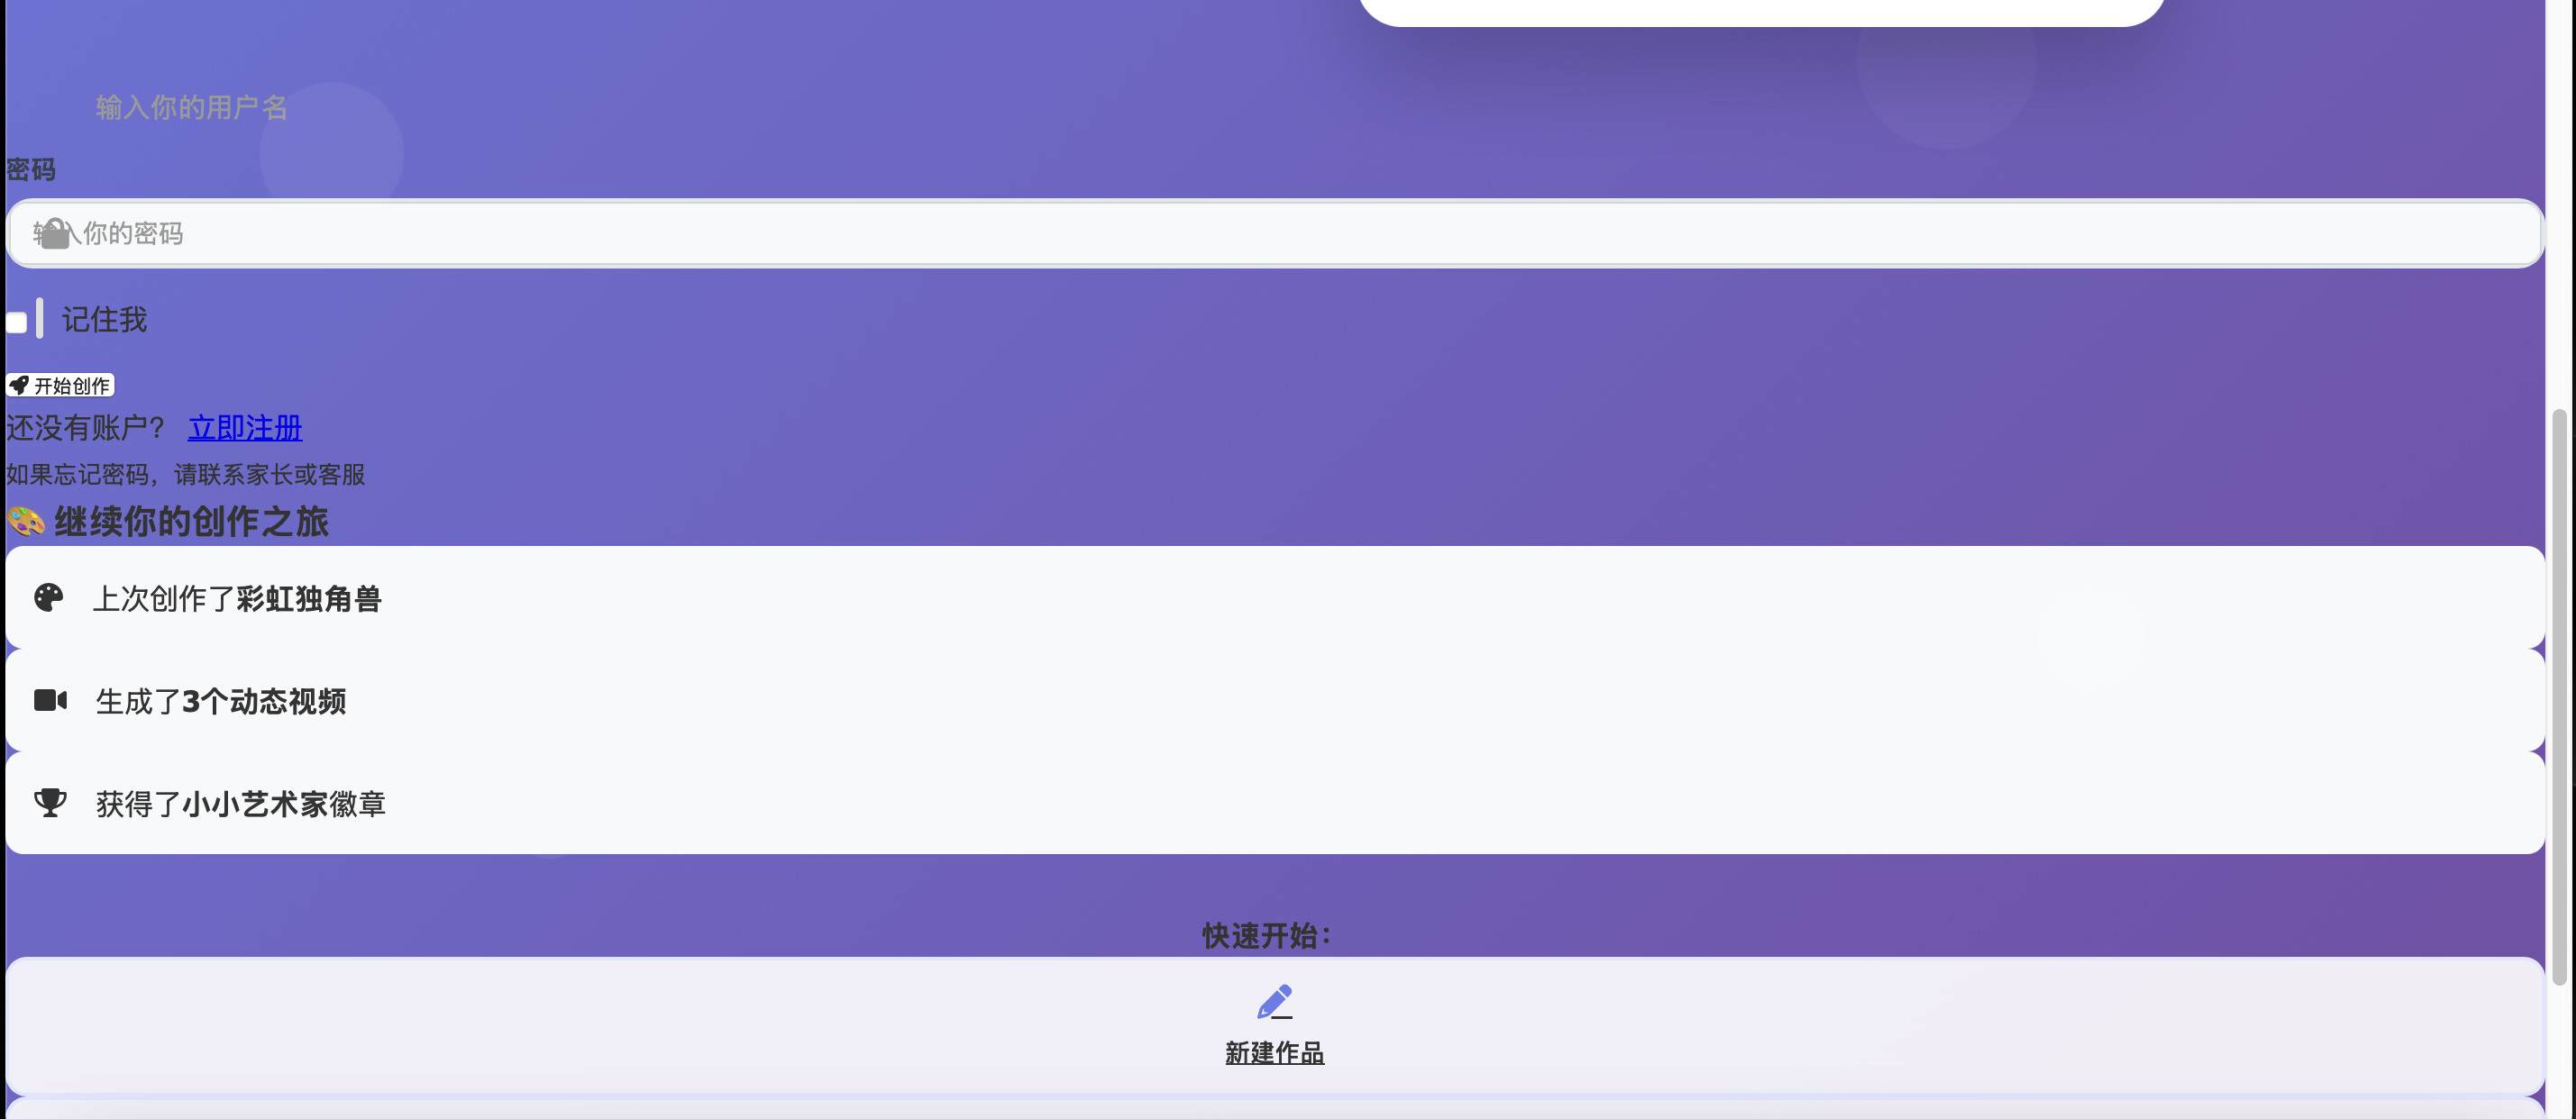 输入你的用户名
密码
输入你的密码
记住我
开始创作
还没有账户？ 立即注册
如果忘记密码，请联系家长或客服
继续你的创作之旅
上次创作了彩虹独角兽
生成了3个动态视频
获得了小小艺术家徽章
快速开始：
新建作品